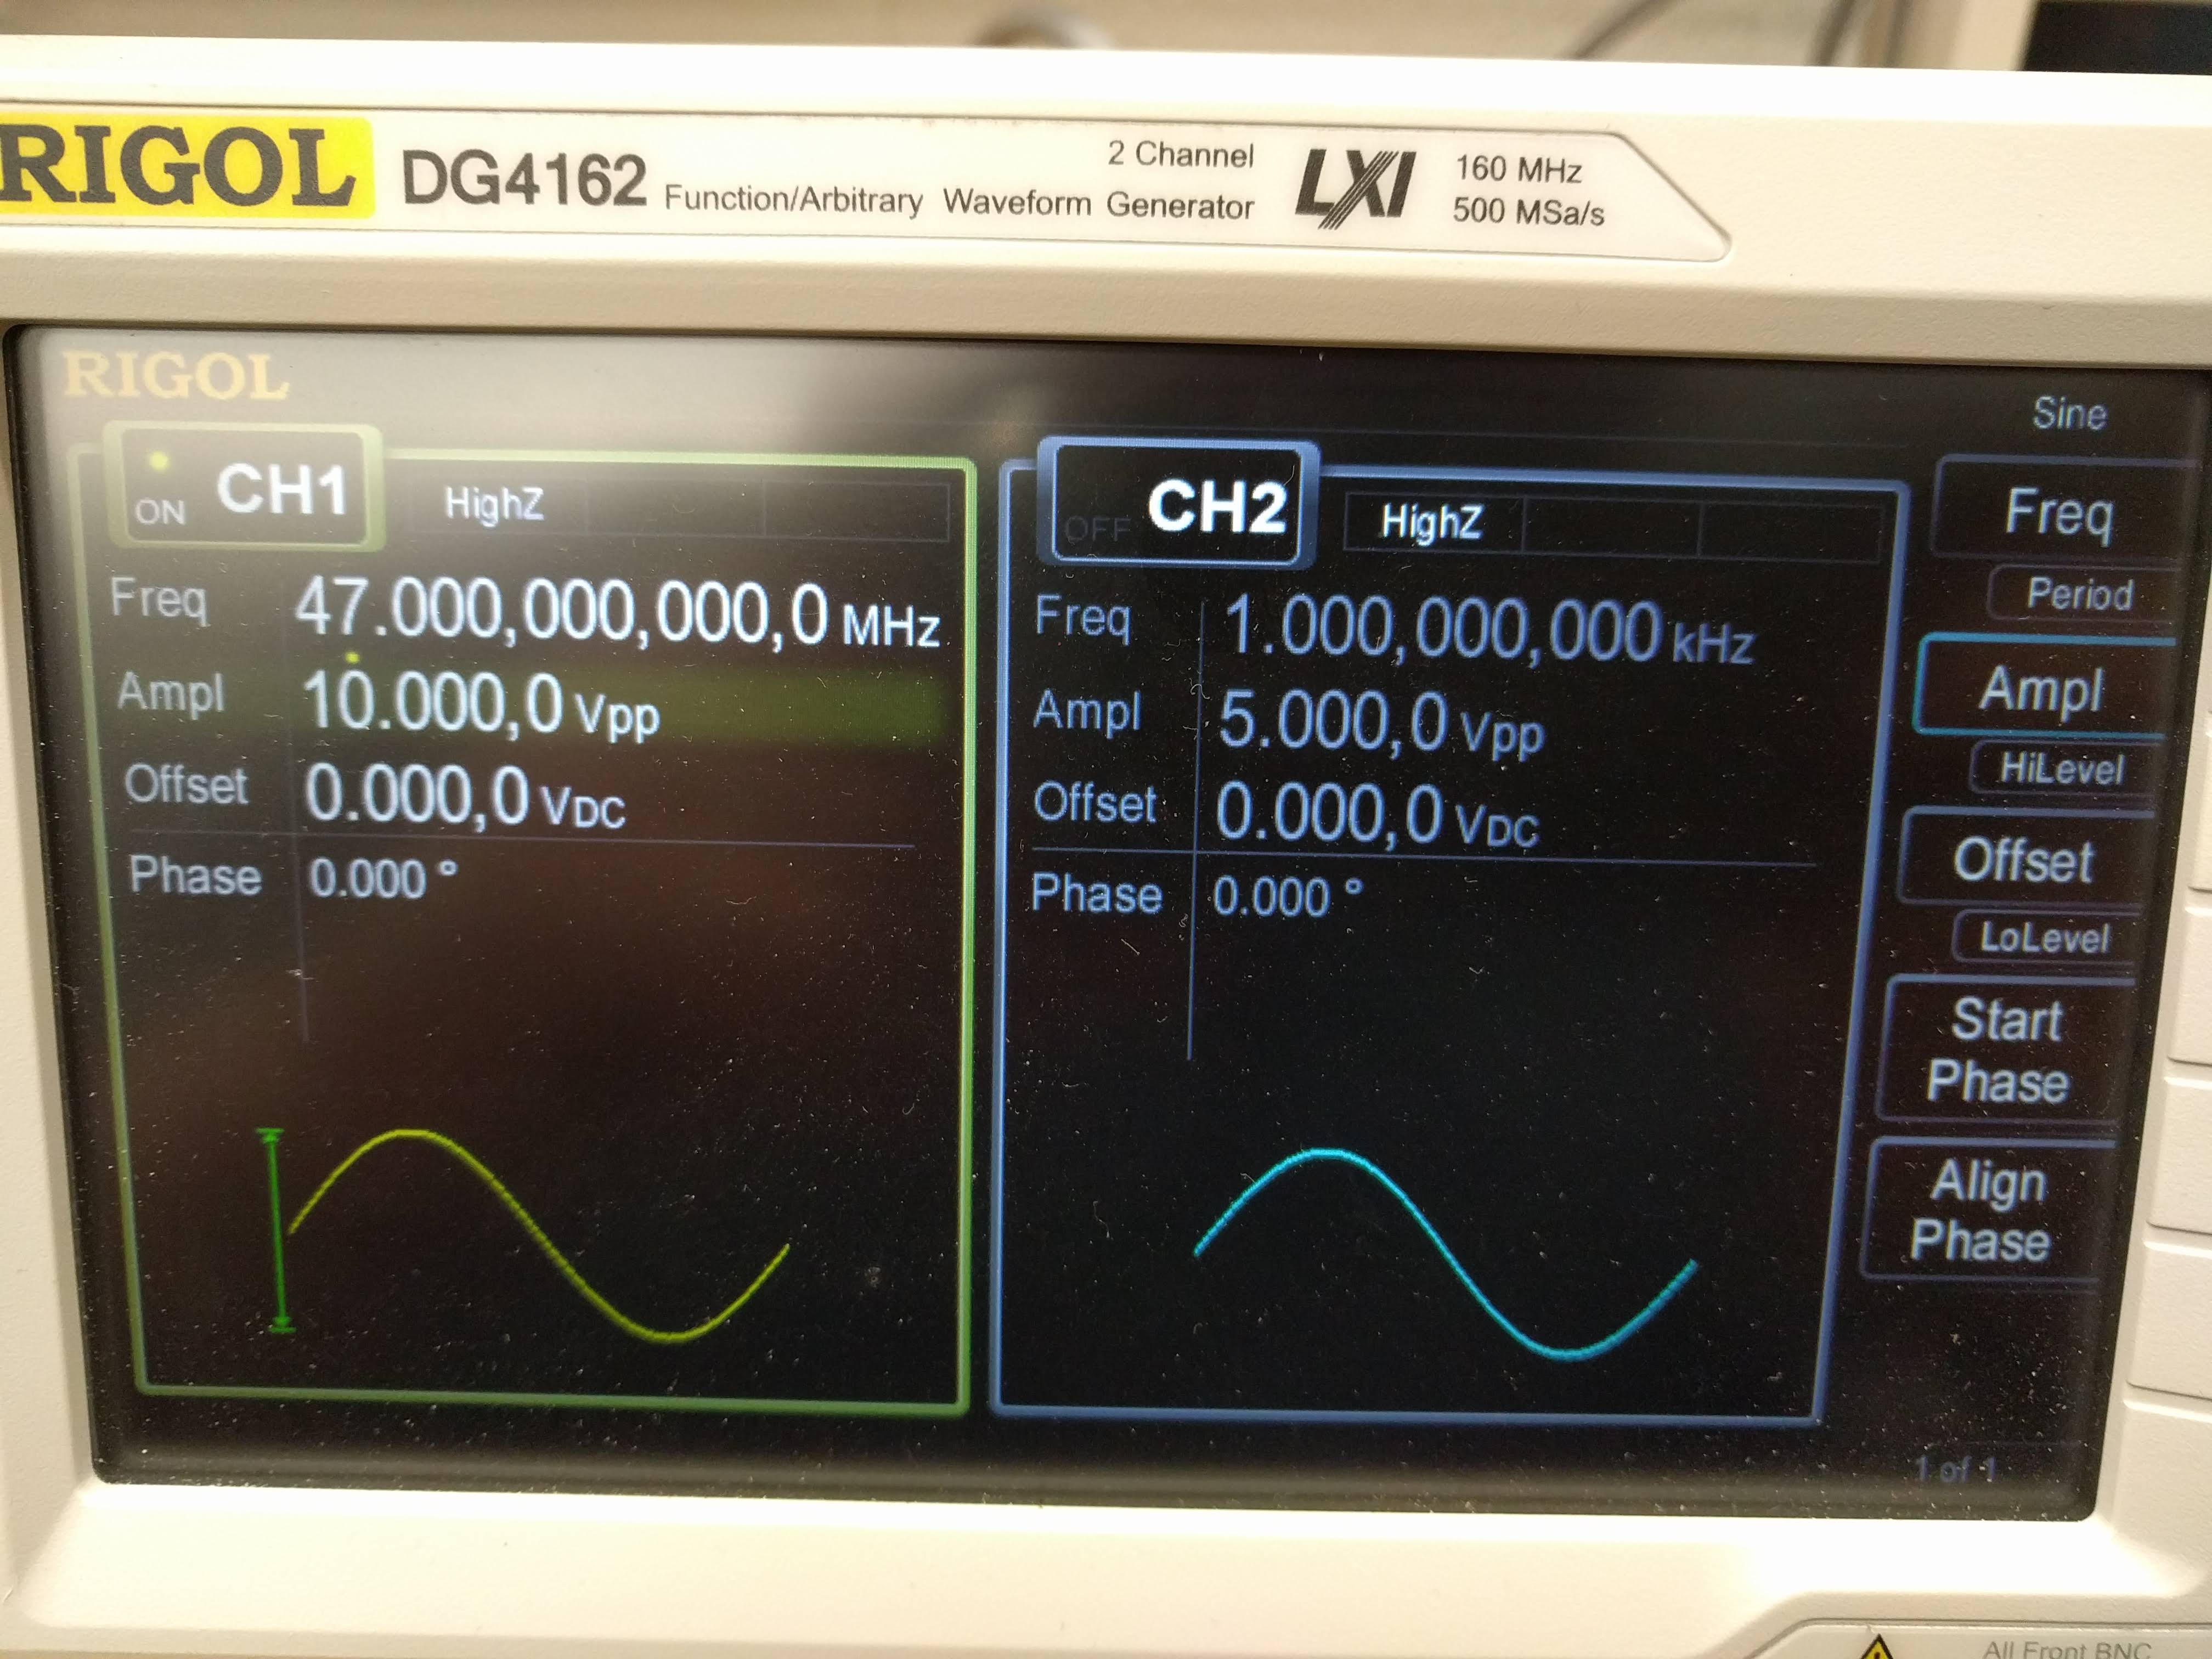 RIGOL DG4162 Function/Arbitrary Waveform Generator
2 Channel
LXI
160 MHz
500 MSa/s
RIGOL
Sine
ON CH1 HighZ
Freq 47.000,000,000,0 MHz
Ampl 10.000,0 Vpp
Offset 0.000,0 VDC
Phase 0.000 °
OFF CH2 HighZ
Freq 1.000,000,000 kHz
Ampl 5.000,0 Vpp
Offset 0.000,0 VDC
Phase 0.000 °
Freq
Period
Ampl
HiLevel
Offset
LoLevel
Start
Phase
Align
Phase
1 of 1
All Front BNC